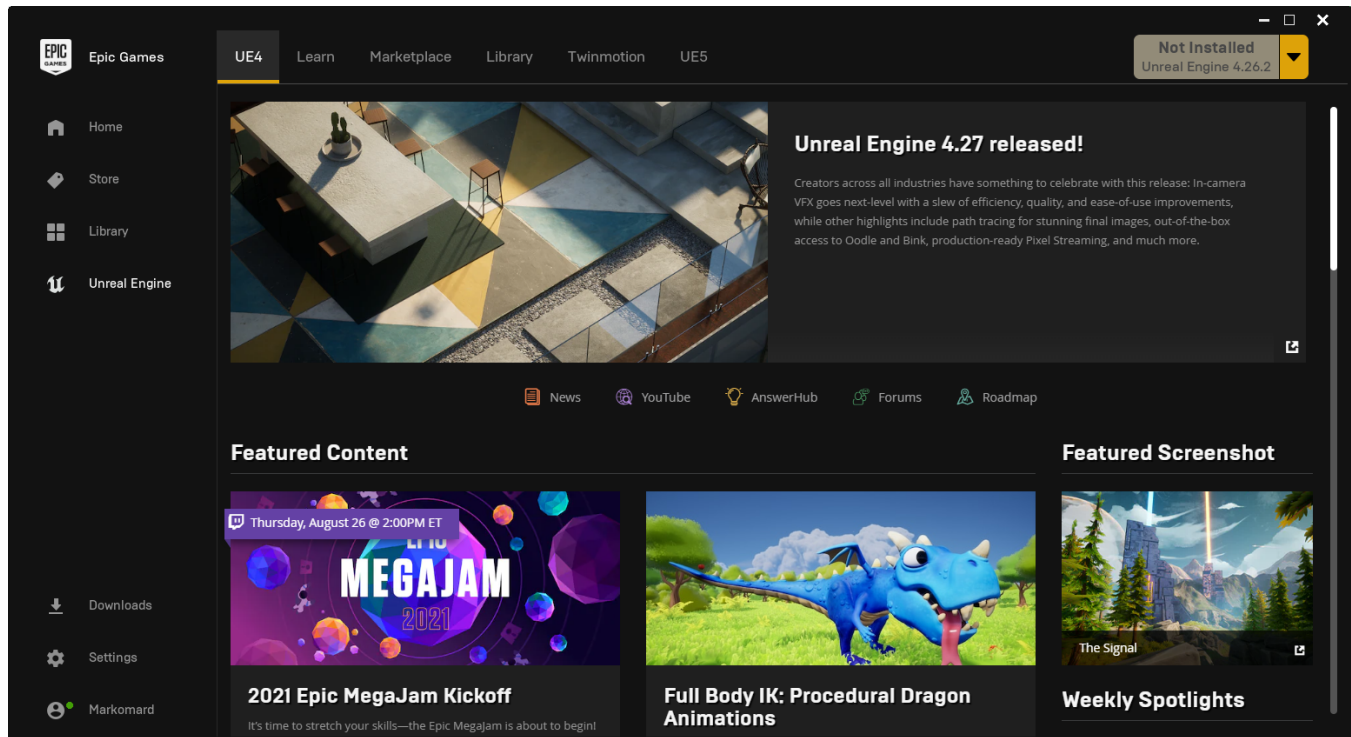 EPIC
GAMES
Epic Games
UE4
Learn
Marketplace
Library
Twinmotion
UE5
Not Installed
Unreal Engine 4.26.2
Home
Store
Library
Unreal Engine
Unreal Engine 4.27 released!
Creators across all industries have something to celebrate with this release: In-camera
VFX goes next-level with a slew of efficiency, quality, and ease-of-use improvements,
while other highlights include path tracing for stunning final images, out-of-the-box
access to Oodle and Bink, production-ready Pixel Streaming, and much more.
News
YouTube
AnswerHub
Forums
Roadmap
Featured Content
Featured Screenshot
Thursday, August 26 @ 2:00PM ET
EPIC
MEGAJAM
2021
The Signal
2021 Epic MegaJam Kickoff
It's time to stretch your skills—the Epic MegaJam is about to begin!
Full Body IK: Procedural Dragon
Animations
Weekly Spotlights
Downloads
Settings
Markomard